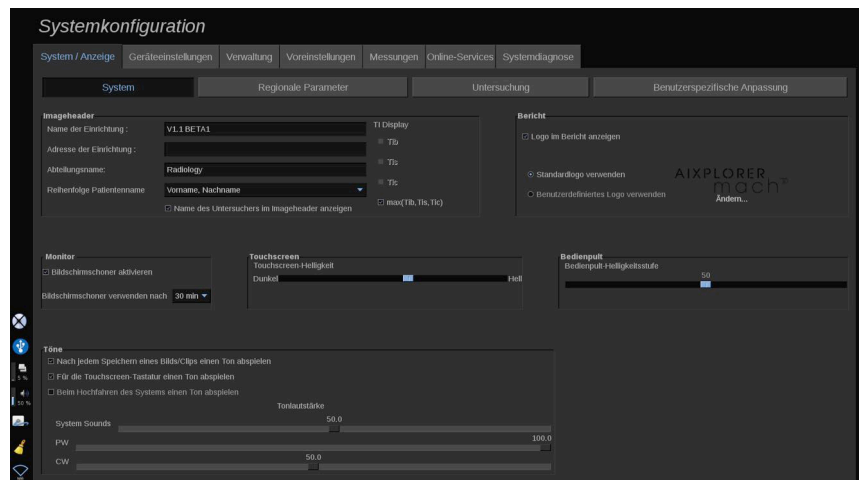 Systemkonfiguration
System / Anzeige Geräteeinstellungen Verwaltung Voreinstellungen Messungen Online-Services Systemdiagnose
System Regionale Parameter Untersuchung Benutzerspezifische Anpassung
Imageheader
Name der Einrichtung : V1.1 BETA1
Adresse der Einrichtung :
Abteilungsname: Radiology
Reihenfolge Patientenname Vorname, Nachname
Name des Untersuchers im Imageheader anzeigen
TI Display
Tib
Tis
Tic
max(Tib, Tis, Tic)
Bericht
Logo im Bericht anzeigen
Standardlogo verwenden
Benutzerdefiniertes Logo verwenden
AIXPLORER
mach
Ändern...
Monitor
Bildschirmschoner aktivieren
Bildschirmschoner verwenden nach 30 min
Touchscreen
Touchscreen-Helligkeit
Dunkel Hell
Bedienpult
Bedienpult-Helligkeitsstufe
50
Töne
Nach jedem Speichern eines Bilds/Clips einen Ton abspielen
Für die Touchscreen-Tastatur einen Ton abspielen
Beim Hochfahren des Systems einen Ton abspielen
Tonlautstärke
System Sounds 50.0
PW 100.0
CW 50.0
5 %
50 %